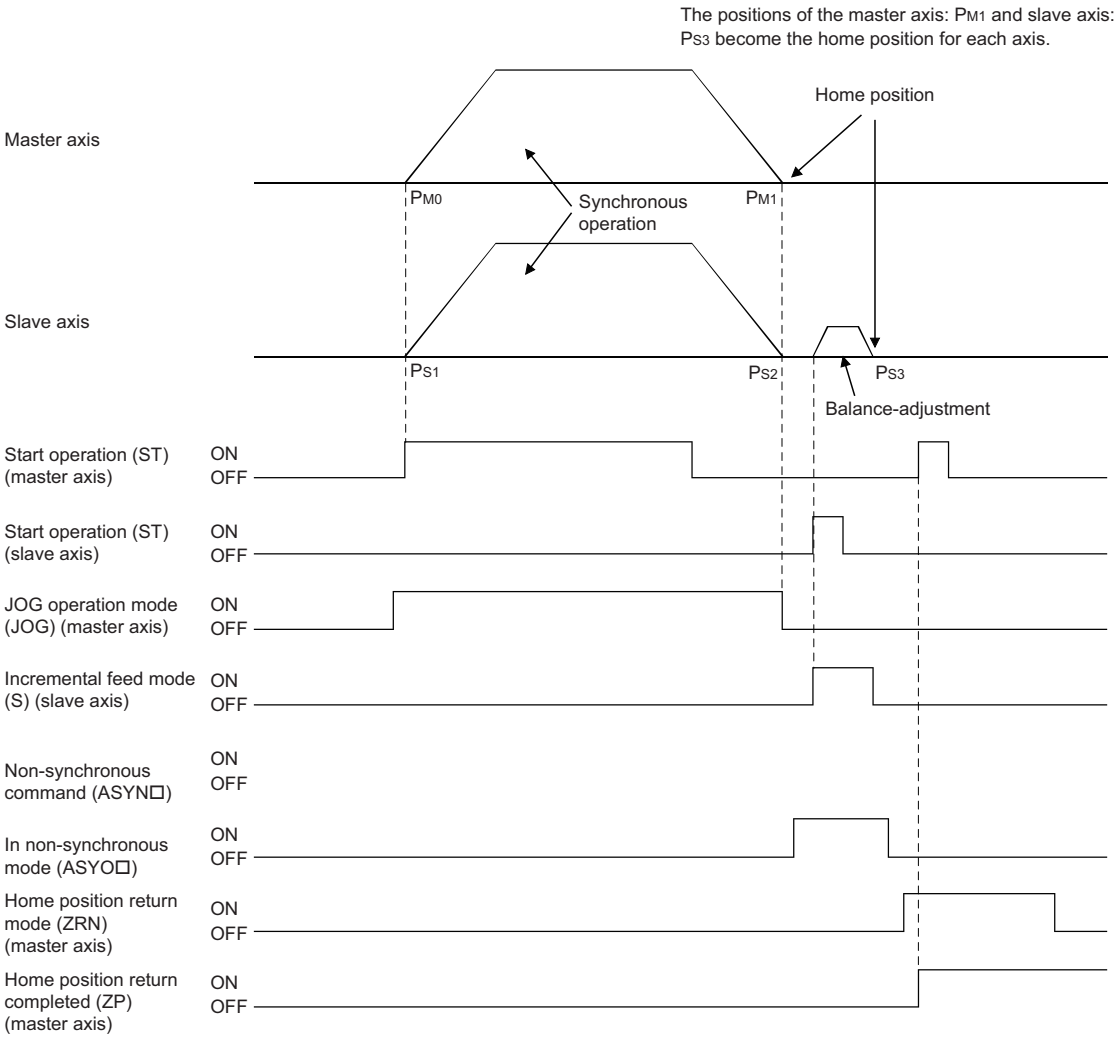 The positions of the master axis: PM1 and slave axis:
PS3 become the home position for each axis.
Home position
Master axis
PM0
PM1
Synchronous
operation
Slave axis
PS1
PS2
PS3
Balance-adjustment
Start operation (ST)
(master axis)
ON
OFF
Start operation (ST)
(slave axis)
ON
OFF
JOG operation mode
(JOG) (master axis)
ON
OFF
Incremental feed mode
(S) (slave axis)
ON
OFF
Non-synchronous
command (ASYN□)
ON
OFF
In non-synchronous
mode (ASYO□)
ON
OFF
Home position return
mode (ZRN)
(master axis)
ON
OFF
Home position return
completed (ZP)
(master axis)
ON
OFF